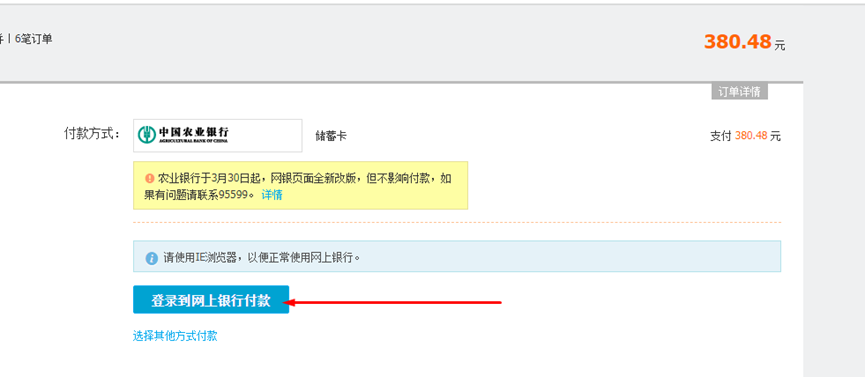 6笔订单
380.48 元
订单详情
付款方式：
中国农业银行
AGRICULTURAL BANK OF CHINA
储蓄卡
支付 380.48 元
农业银行于3月30日起，网银页面全新改版，但不影响付款，如
果有问题请联系95599。 详情
请使用IE浏览器，以便正常使用网上银行。
登录到网上银行付款
选择其他方式付款